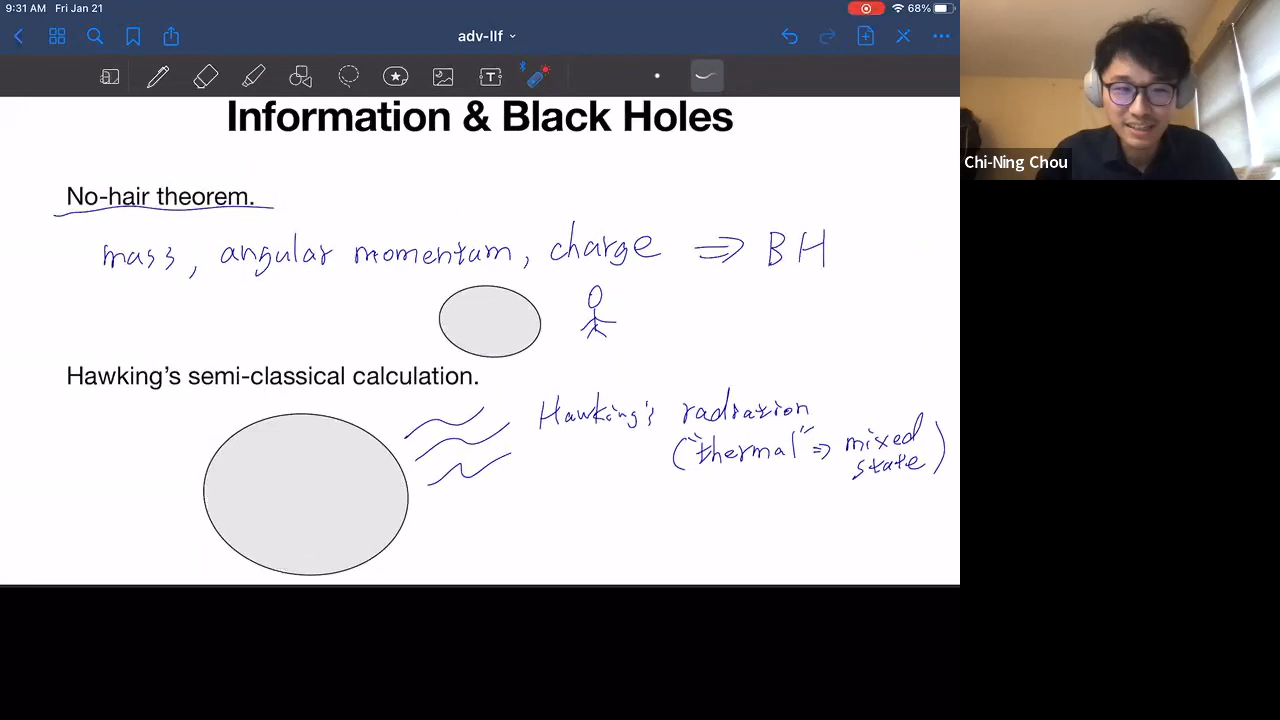 9:31 AM Fri Jan 21
68%
adv-llf
T
Information & Black Holes
Chi-Ning Chou
No-hair theorem.
mass, angular momentum, charge ⇒ BH
Hawking's semi-classical calculation.
Hawking's radiation
("thermal" ⇒ mixed
state)